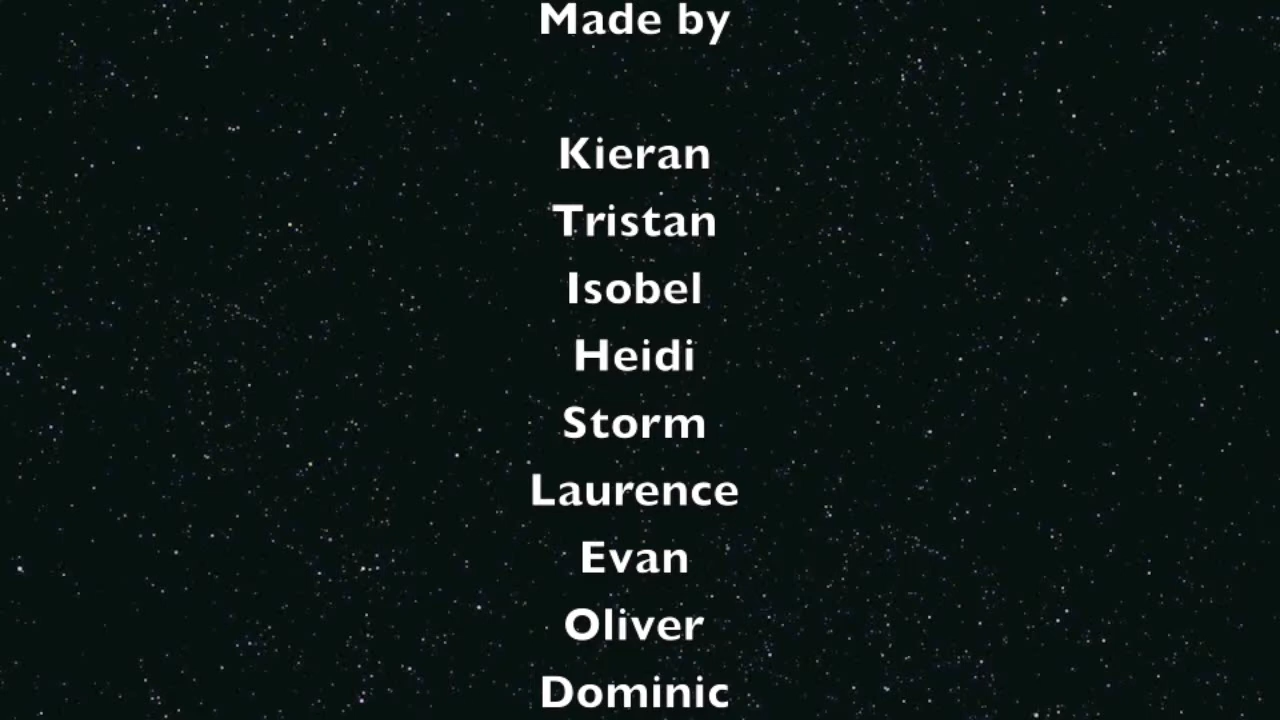 Made by
Kieran
Tristan
Isobel
Heidi
Storm
Laurence
Evan
Oliver
Dominic